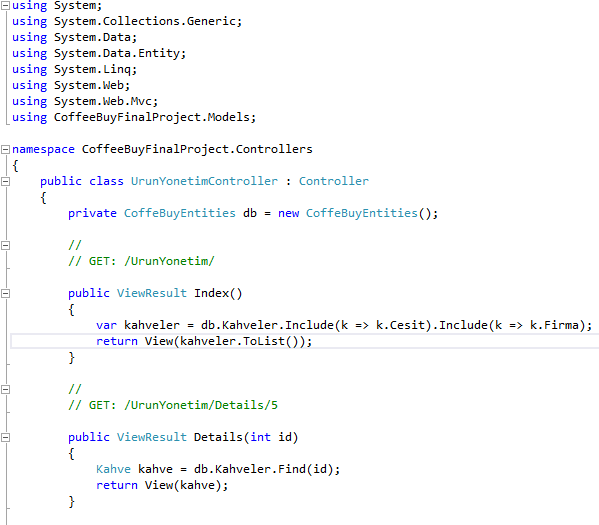 using System;
using System.Collections.Generic;
using System.Data;
using System.Data.Entity;
using System.Linq;
using System.Web;
using System.Web.Mvc;
using CoffeeBuyFinalProject.Models;
namespace CoffeeBuyFinalProject.Controllers
{
public class UrunYonetimController : Controller
{
private CoffeBuyEntities db = new CoffeBuyEntities();
//
// GET: /UrunYonetim/
public ViewResult Index()
{
var kahveler = db.Kahveler.Include(k => k.Cesit).Include(k => k.Firma);
return View(kahveler.ToList());
}
//
// GET: /UrunYonetim/Details/5
public ViewResult Details(int id)
{
Kahve kahve = db.Kahveler.Find(id);
return View(kahve);
}